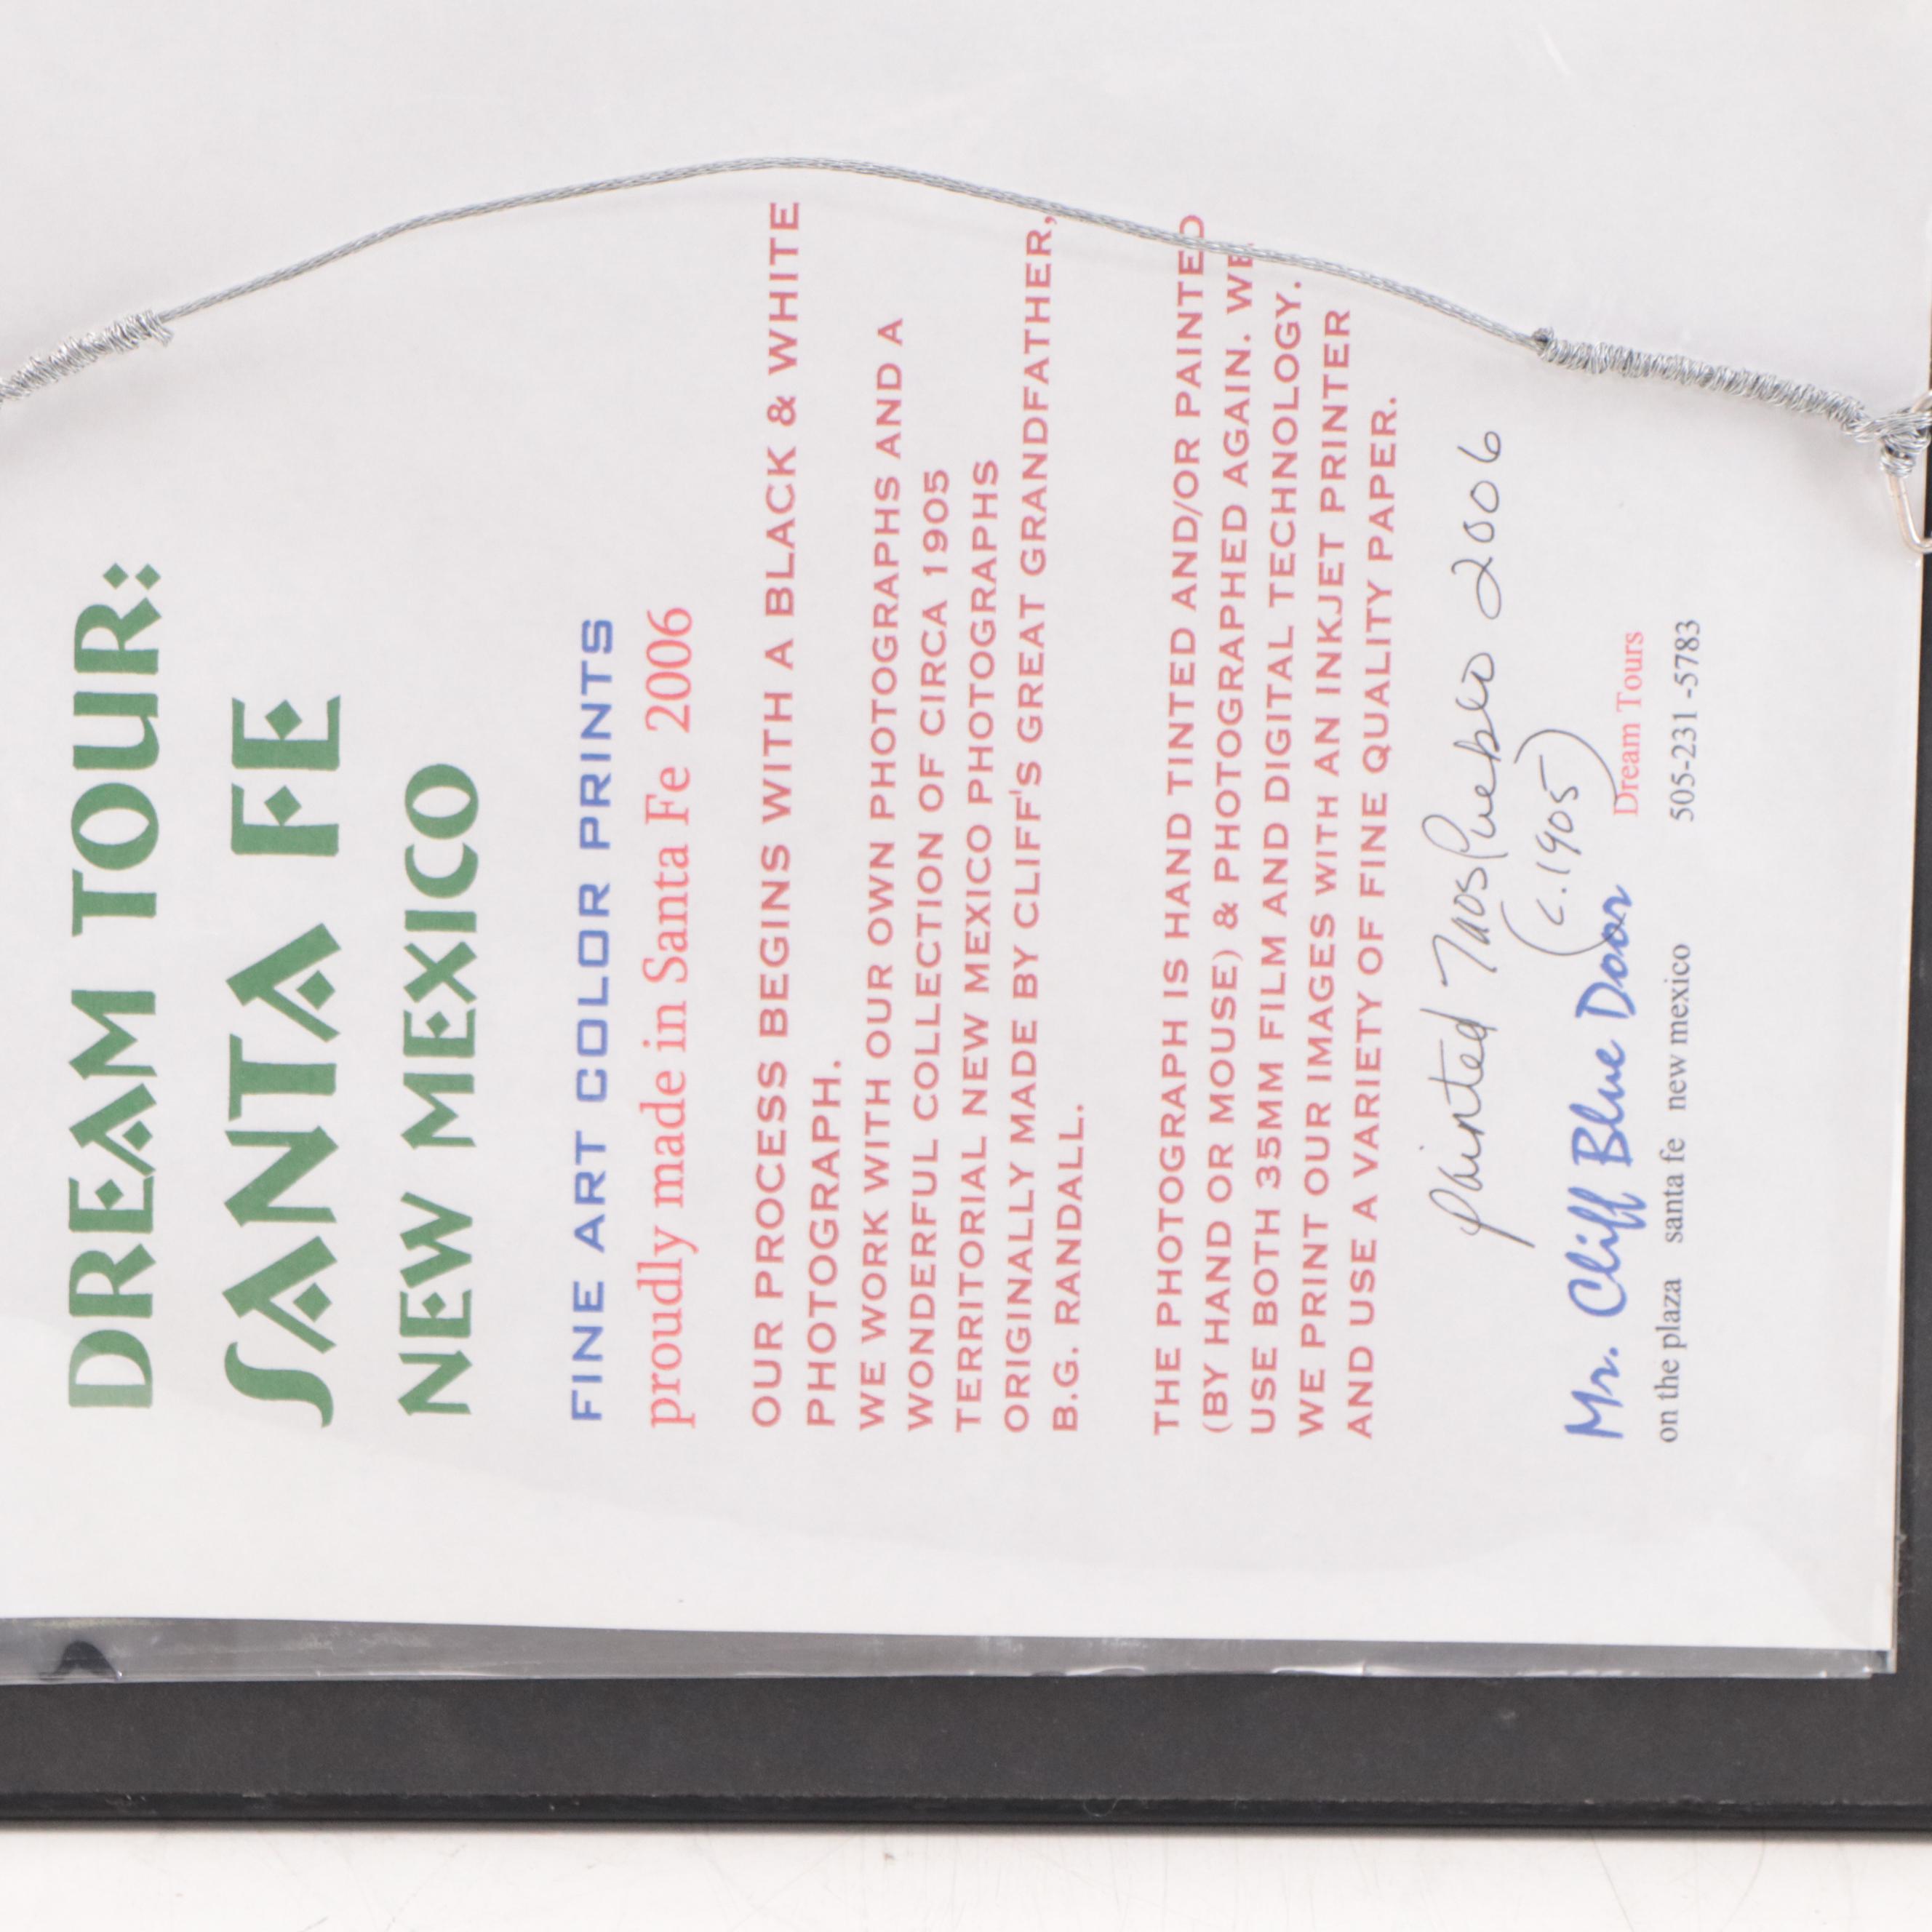 DREAM TOUR:
SANTA FE
NEW MEXICO
FINE ART COLOR PRINTS
proudly made in Santa Fe 2006
OUR PROCESS BEGINS WITH A BLACK & WHITE
PHOTOGRAPH.
WE WORK WITH OUR OWN PHOTOGRAPHS AND A
WONDERFUL COLLECTION OF CIRCA 1905
TERRITORIAL NEW MEXICO PHOTOGRAPHS
ORIGINALLY MADE BY CLIFF'S GREAT GRANDFATHER,
B.G. RANDALL.
THE PHOTOGRAPH IS HAND TINTED AND/OR PAINTED
(BY HAND OR MOUSE) & PHOTOGRAPHED AGAIN. WE
USE BOTH 35MM FILM AND DIGITAL TECHNOLOGY.
WE PRINT OUR IMAGES WITH AN INKJET PRINTER
AND USE A VARIETY OF FINE QUALITY PAPER.
Painted Taos Pueblo 2006
(c. 1905)
Mr. Cliff Blue Door Dream Tours
on the plaza santa fe new mexico 505-231 -5783